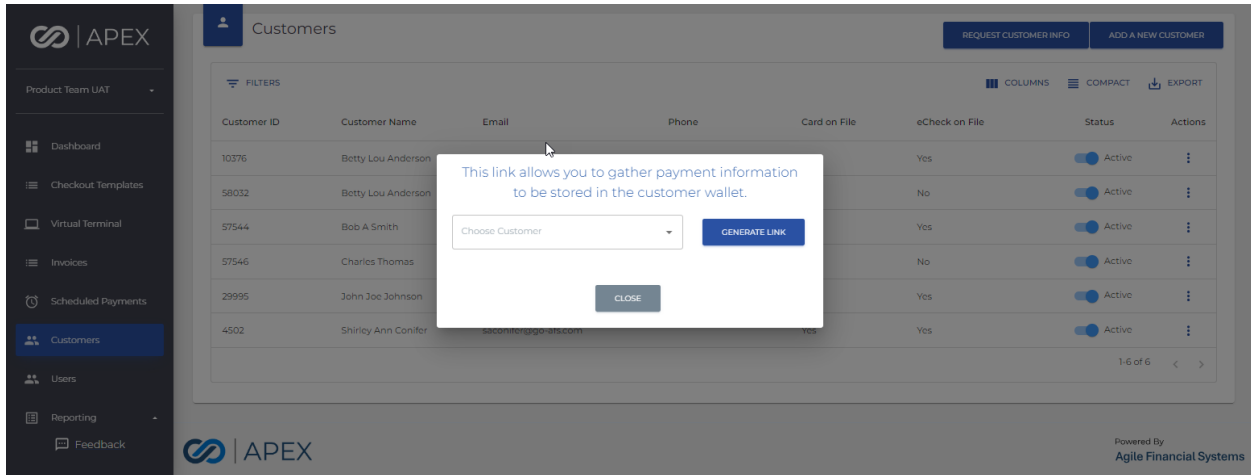 APEX
Customers
REQUEST CUSTOMER INFO
ADD A NEW CUSTOMER
Product Team UAT
FILTERS
COLUMNS
COMPACT
EXPORT
Customer ID Customer Name Email Phone Card on File eCheck on File Status Actions
Dashboard
Checkout Templates
Virtual Terminal
Invoices
Scheduled Payments
Customers
Users
Reporting
Feedback
10376 Betty Lou Anderson Yes Active
58032 Betty Lou Anderson No Active
57544 Bob A Smith Yes Active
57546 Charles Thomas No Active
29995 John Joe Johnson Yes Active
4502 Shirley Ann Conifer saconifer@go-afs.com Yes Yes Active
This link allows you to gather payment information
to be stored in the customer wallet.
Choose Customer
GENERATE LINK
CLOSE
1-6 of 6
APEX
Powered By
Agile Financial Systems